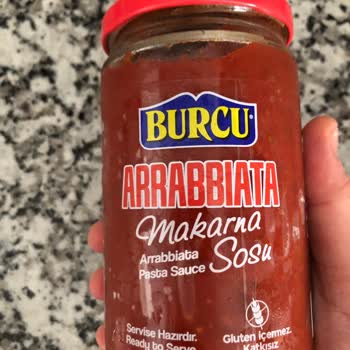 BURCU
ARRABBIATA
Makarna
Sosu
Arrabbiata
Pasta Sauce
Servise Hazırdır.
Ready to Serve
Gluten İçermez.
Katkısız